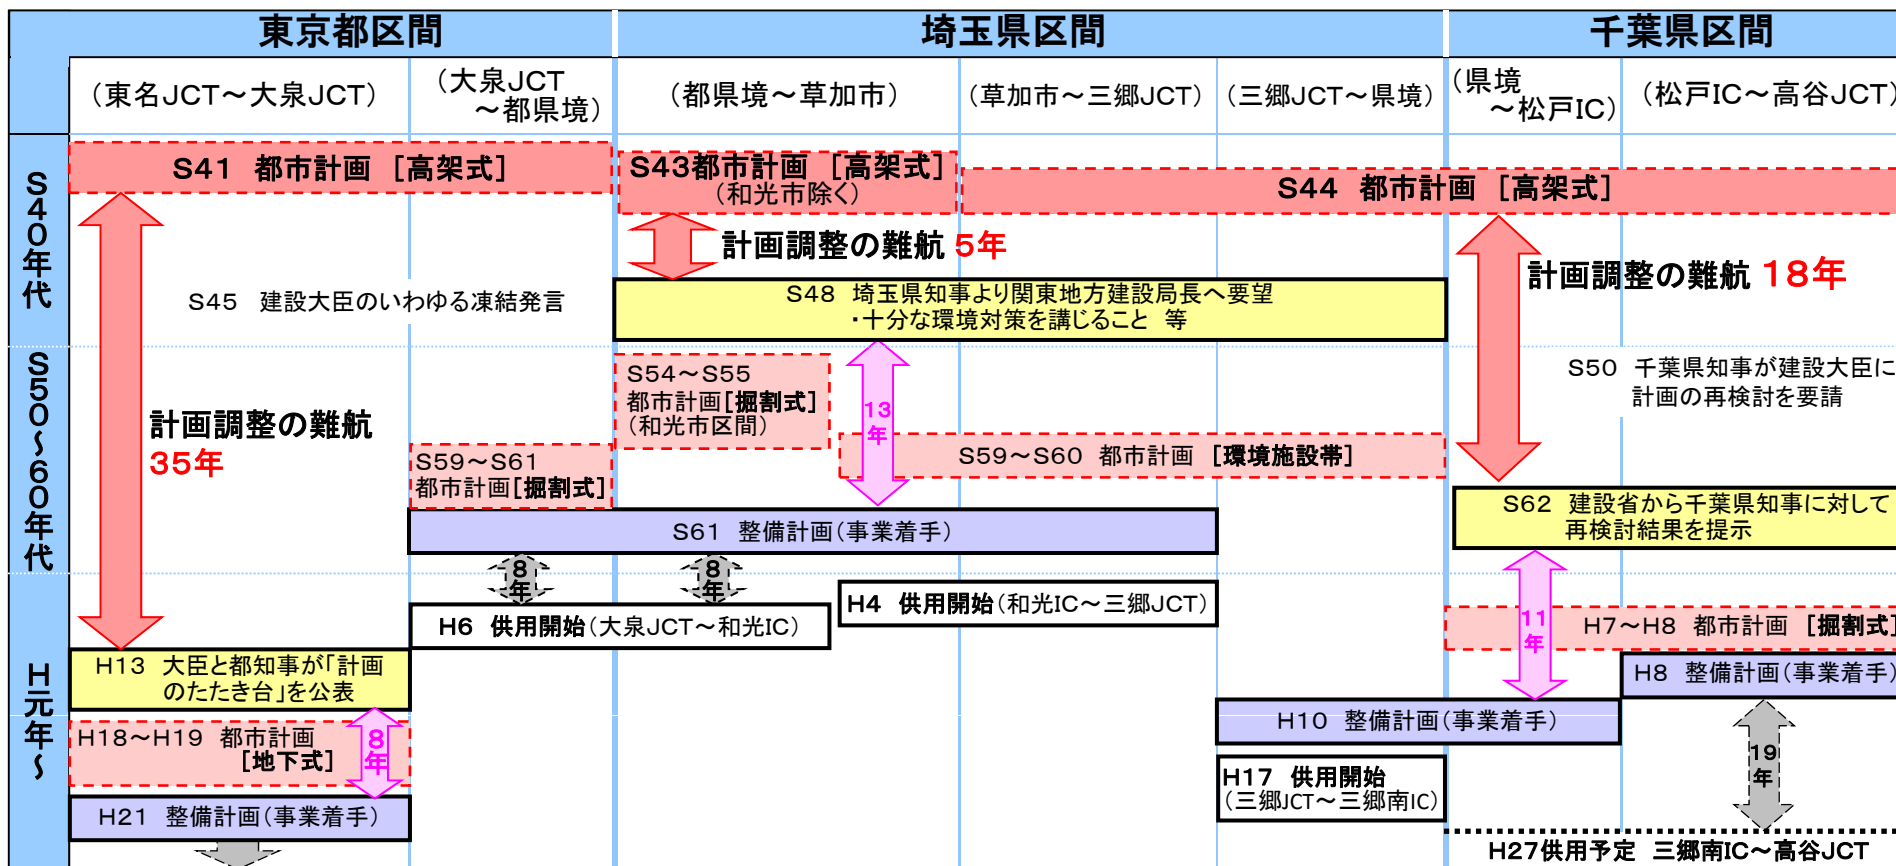 東京都区間
埼玉県区間
千葉県区間
（東名JCT～大泉JCT）
（大泉JCT
～都県境）
（都県境～草加市）
（草加市～三郷JCT）
（三郷JCT～県境）
（県境
～松戸IC）
（松戸IC～高谷JCT）
S40年代
S41 都市計画 ［高架式］
S43都市計画 ［高架式］
（和光市除く）
S44 都市計画 ［高架式］
計画調整の難航 5年
計画調整の難航 18年
S45 建設大臣のいわゆる凍結発言
S48 埼玉県知事より関東地方建設局長へ要望
・十分な環境対策を講じること 等
S50～60年代
S50 千葉県知事が建設大臣に
計画の再検討を要請
S54～S55
都市計画［掘割式］
（和光市区間）
13年
計画調整の難航
35年
S59～S61
都市計画［掘割式］
S59～S60 都市計画 ［環境施設帯］
S62 建設省から千葉県知事に対して
再検討結果を提示
S61 整備計画（事業着手）
8年
8年
H元年～
H4 供用開始（和光IC～三郷JCT）
H6 供用開始（大泉JCT～和光IC）
11年
H7～H8 都市計画 ［掘割式］
H13 大臣と都知事が「計画
のたたき台」を公表
H8 整備計画（事業着手）
H10 整備計画（事業着手）
H18～H19 都市計画
［地下式］
8年
19年
H17 供用開始
（三郷JCT～三郷南IC）
H21 整備計画（事業着手）
H27供用予定 三郷南IC～高谷JCT